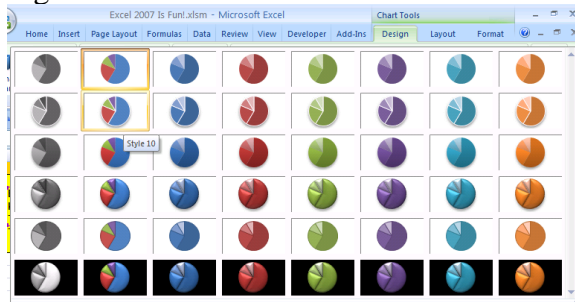 Excel 2007 Is Fun!.xlsm - Microsoft Excel
Chart Tools
Home Insert Page Layout Formulas Data Review View Developer Add-Ins Design Layout Format
Style 10